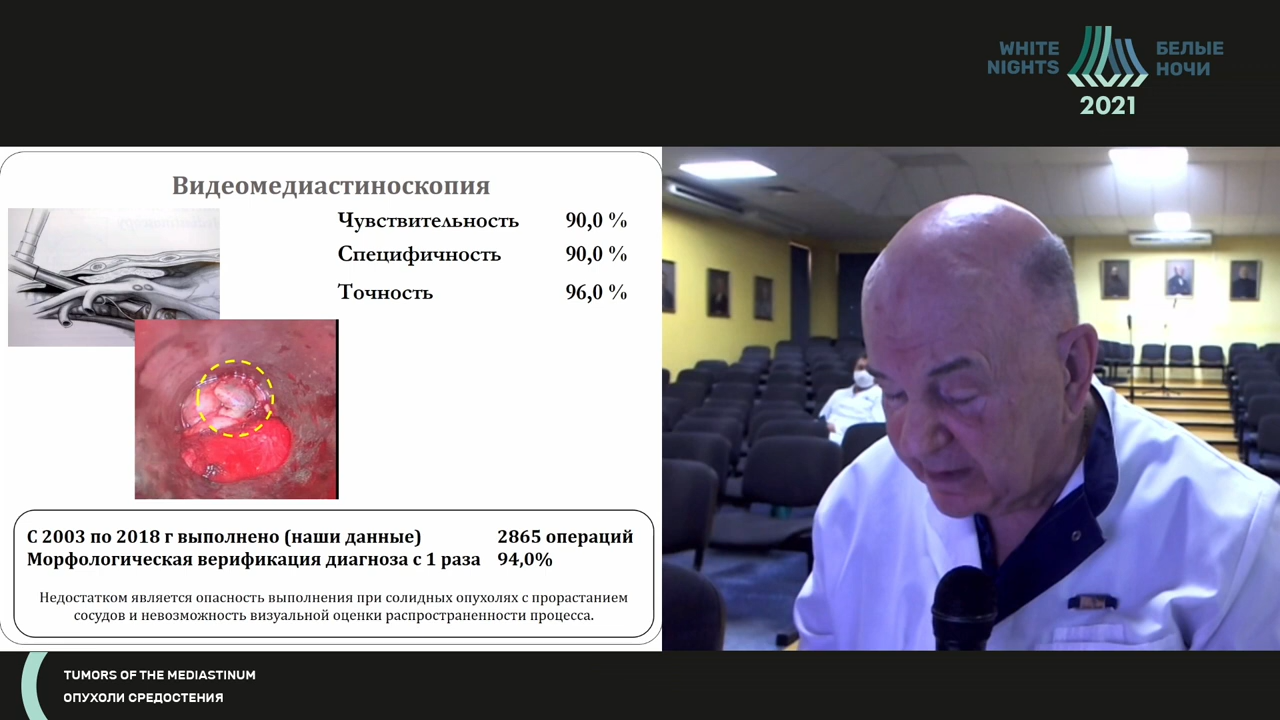 WHITE
NIGHTS
БЕЛЫЕ
НОЧИ
2021
Видеомедиастиноскопия
Чувствительность 90,0 %
Специфичность 90,0 %
Точность 96,0 %
С 2003 по 2018 г выполнено (наши данные) 2865 операций
Морфологическая верификация диагноза с 1 раза 94,0%
Недостатком является опасность выполнения при солидных опухолях с прорастанием
сосудов и невозможность визуальной оценки распространенности процесса.
TUMORS OF THE MEDIASTINUM
ОПУХОЛИ СРЕДОСТЕНИЯ